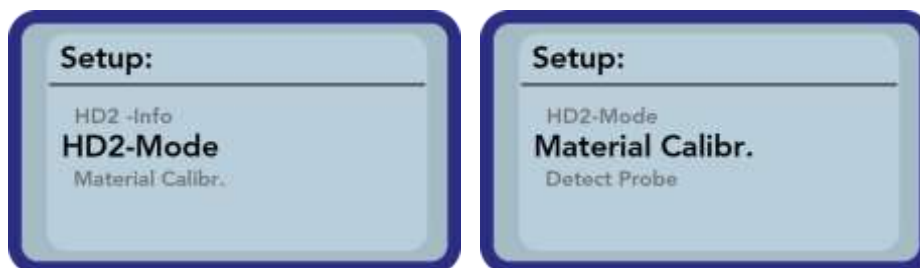 Setup:
HD2 -Info
HD2-Mode
Material Calibr.
Setup:
HD2-Mode
Material Calibr.
Detect Probe